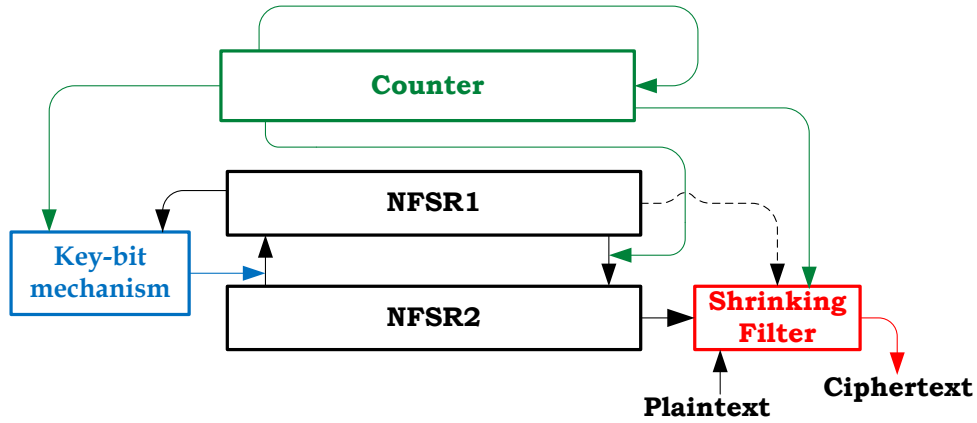 Counter
NFSR1
Key-bit
mechanism
NFSR2
Shrinking
Filter
Ciphertext
Plaintext